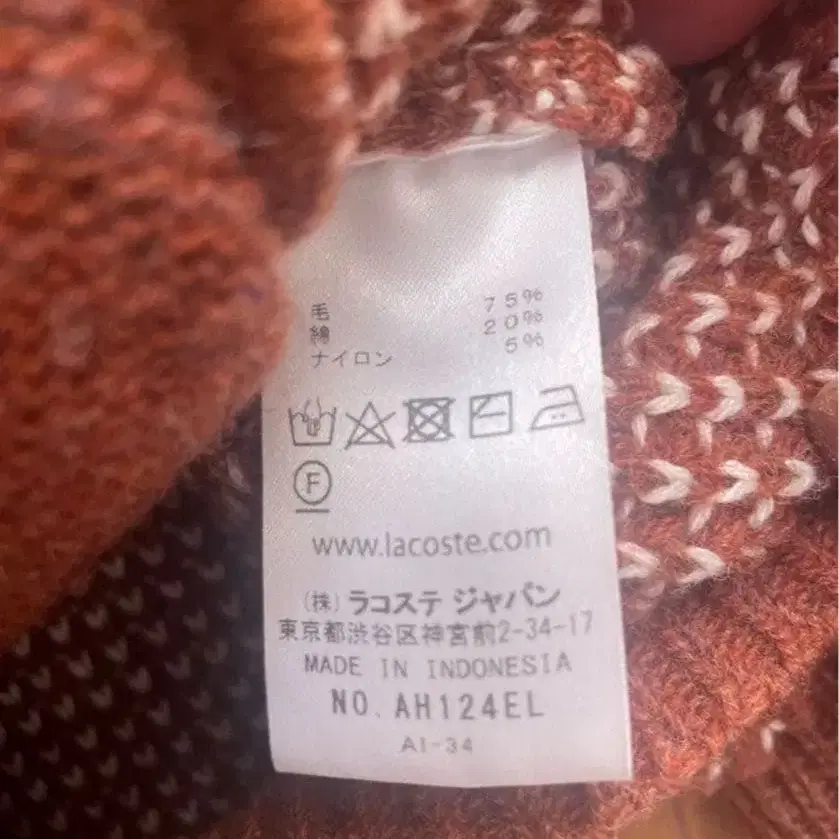 毛 75%
綿 20%
ナイロン 5%
F
www.lacoste.com
(株) ラコステ ジャパン
東京都渋谷区神宮前2-34-17
MADE IN INDONESIA
NO. AH124EL
AI-34